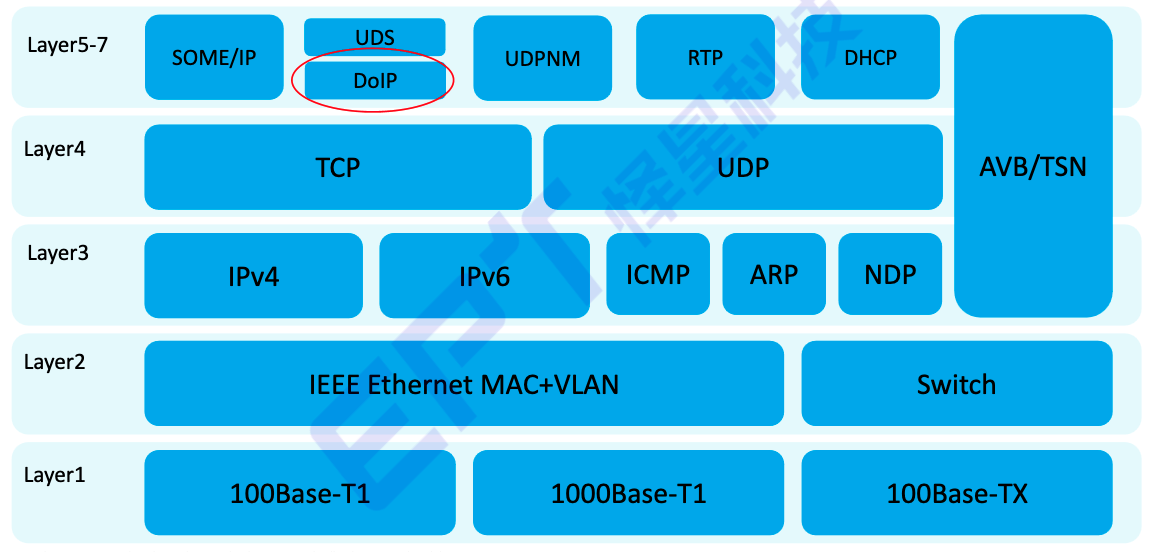 Layer5-7
SOME/IP
UDS
DoIP
UDPNM
RTP
DHCP
AVB/TSN
Layer4
TCP
UDP
Layer3
IPv4
IPv6
ICMP
ARP
NDP
Layer2
IEEE Ethernet MAC+VLAN
Switch
Layer1
100Base-T1
1000Base-T1
100Base-TX
EPT 怿星科技